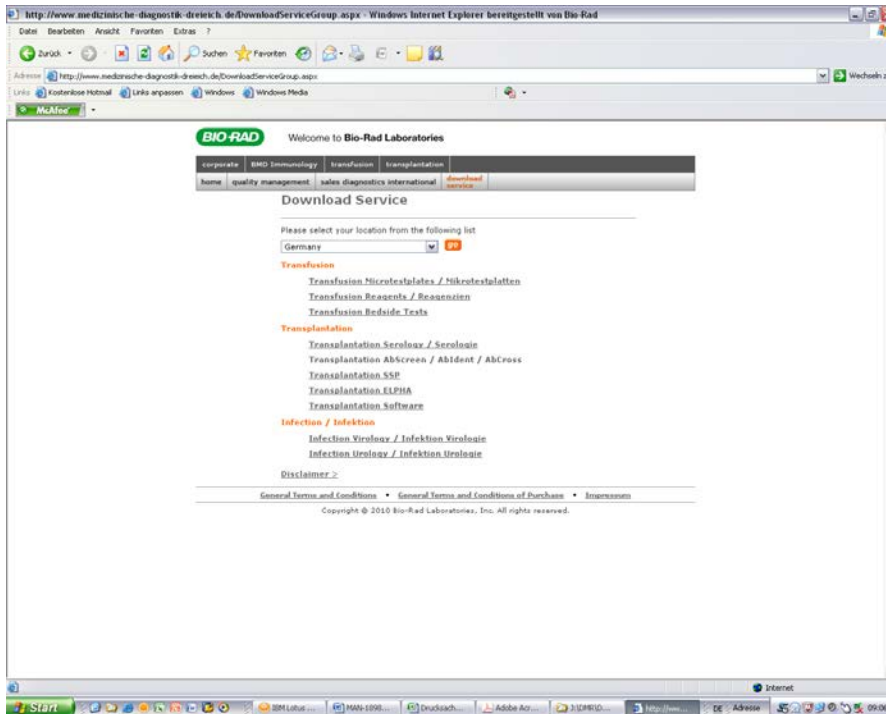 http://www.medizinische-diagnostik-dreieich.de/DownloadServiceGroup.aspx - Windows Internet Explorer bereitgestellt von Bio-Rad
Datei Bearbeiten Ansicht Favoriten Extras ?
Zurück Suchen Favoriten
Adresse http://www.medizinische-diagnostik-dreieich.de/DownloadServiceGroup.aspx Wechseln
Links Kostenlose Hotmail Links anpassen Windows Windows Media
McAfee
BIO-RAD Welcome to Bio-Rad Laboratories
corporate BMD Immunology transfusion transplantation
home quality management sales diagnostics international download service
Download Service
Please select your location from the following list
Germany go
Transfusion
Transfusion Microtestplates / Mikrotestplatten
Transfusion Reagents / Reagenzien
Transfusion Bedside Tests
Transplantation
Transplantation Serology / Serologie
Transplantation AbScreen / AbIdent / AbCross
Transplantation SSP
Transplantation ELPHA
Transplantation Software
Infection / Infektion
Infection Virology / Infektion Virologie
Infection Urology / Infektion Urologie
Disclaimer >
General Terms and Conditions • General Terms and Conditions of Purchase • Impressum
Copyright © 2010 Bio-Rad Laboratories, Inc. All rights reserved.
Internet
Start IBM Lotus ... MAN-1098... Drucksach... Adobe Acr... http://www... DE Adresse